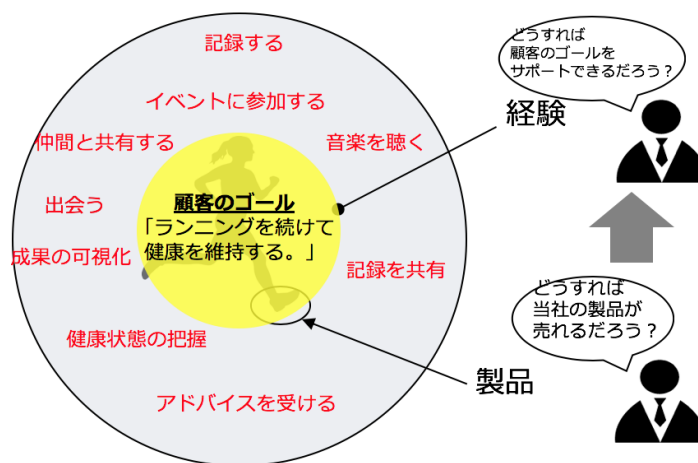 記録する
イベントに参加する
仲間と共有する
音楽を聴く
出会う
成果の可視化
顧客のゴール
「ランニングを続けて
健康を維持する。」
記録を共有
健康状態の把握
アドバイスを受ける
経験
製品
どうすれば
顧客のゴールを
サポートできるだろう?
どうすれば
当社の製品が
売れるだろう?